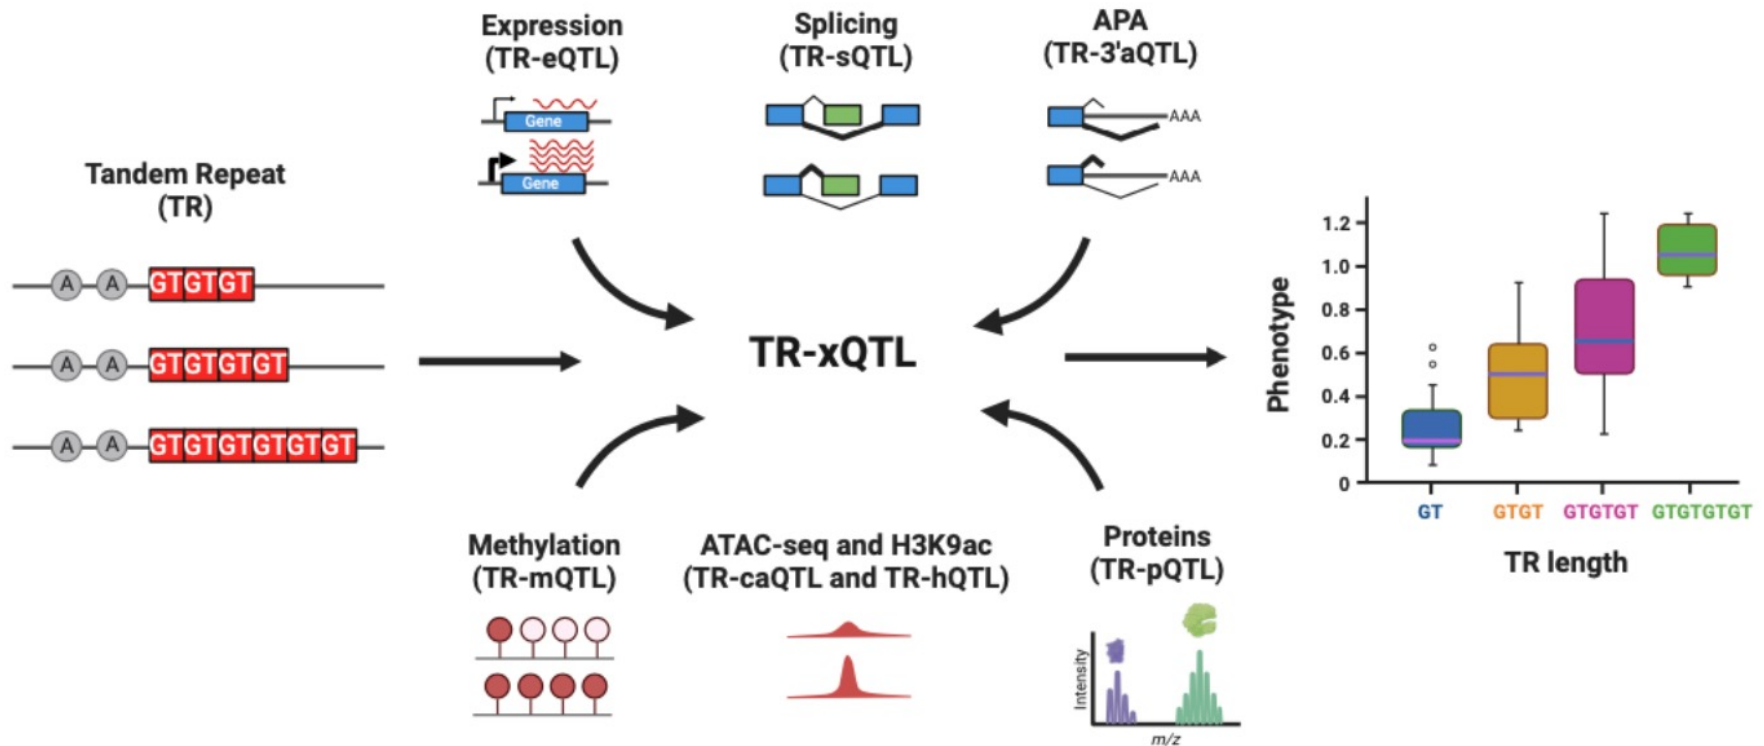 Tandem Repeat
(TR)
A A GTGTGT
A A GTGTGTGT
A A GTGTGTGTGTGT
Expression
(TR-eQTL)
Gene
Gene
Splicing
(TR-sQTL)
APA
(TR-3'aQTL)
AAA
AAA
TR-xQTL
Methylation
(TR-mQTL)
ATAC-seq and H3K9ac
(TR-caQTL and TR-hQTL)
Proteins
(TR-pQTL)
Intensity
m/z
Phenotype
1.2
1.0
0.8
0.6
0.4
0.2
0
GT GTGT GTGTGT GTGTGTGT
TR length